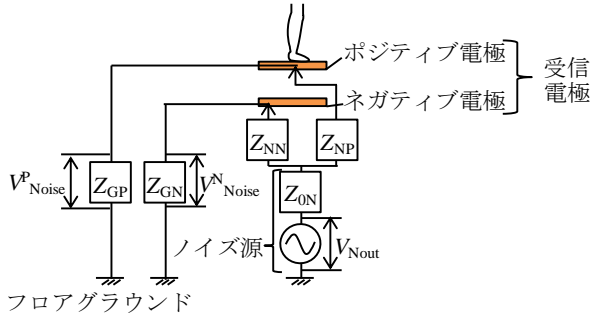 ポジティブ電極
ネガティブ電極
受信
電極
Z_NN
Z_NP
V^P_Noise
Z_GP
Z_GN
V^N_Noise
Z_0N
ノイズ源
V_Nout
フロアグラウンド